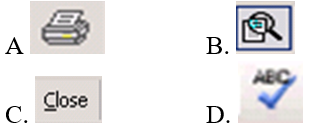 A B.
C. Close D. ABC